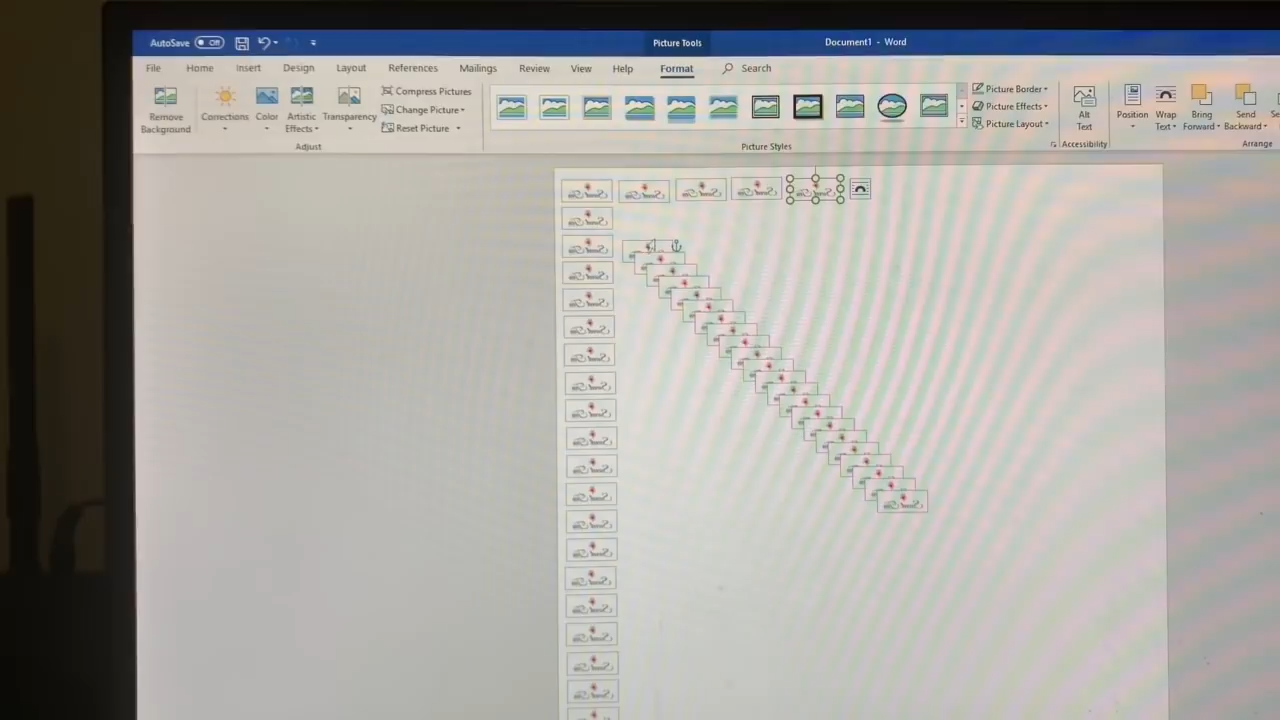 AutoSave Off
Picture Tools
Document1 - Word
File Home Insert Design Layout References Mailings Review View Help Format Search
Remove Background
Corrections
Color
Artistic Effects
Transparency
Compress Pictures
Change Picture
Reset Picture
Adjust
Picture Styles
Picture Border
Picture Effects
Picture Layout
Alt Text
Accessibility
Position
Wrap Text
Bring Forward
Send Backward
Arrange